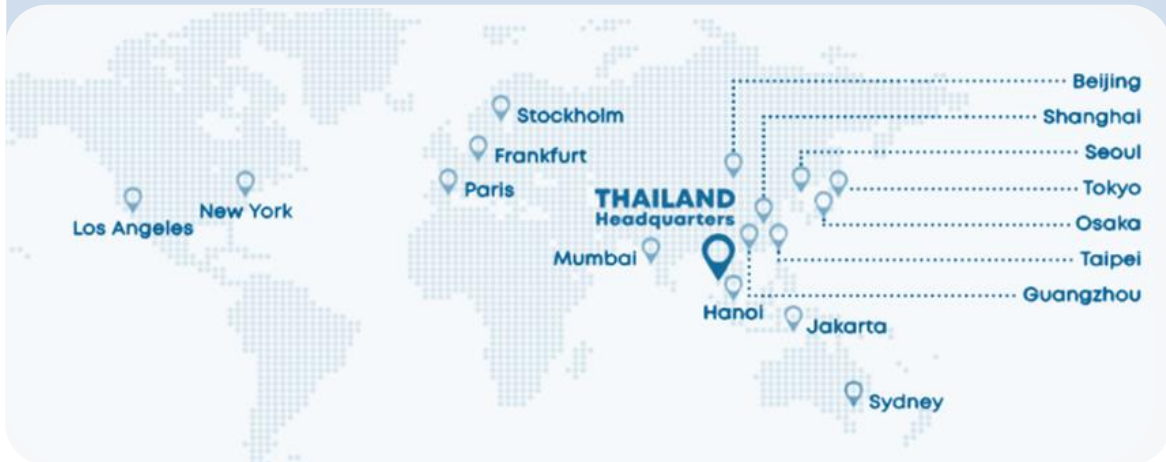 Beijing
Stockholm
Shanghai
Frankfurt
Seoul
Paris
Tokyo
THAILAND
Headquarters
New York
Los Angeles
Osaka
Mumbai
Taipei
Guangzhou
Hanoi
Jakarta
Sydney